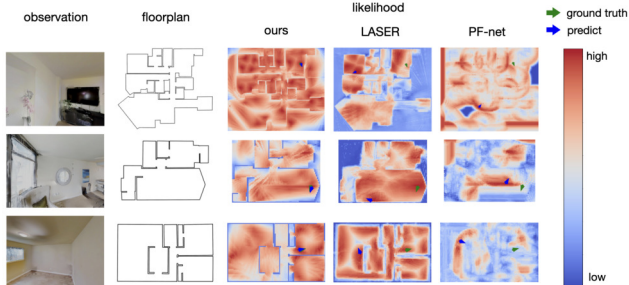 likelihood
observation floorplan ours LASER PF-net
ground truth
predict
high
low